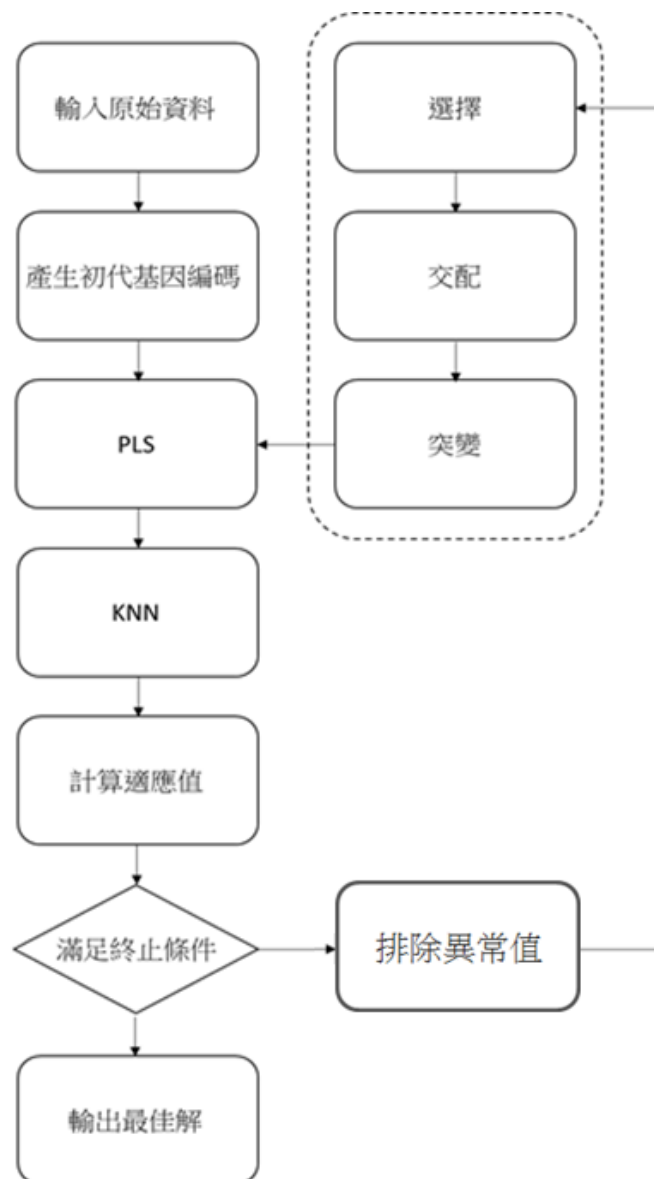 輸入原始資料
產生初代基因編碼
PLS
KNN
計算適應值
滿足終止條件
輸出最佳解
選擇
交配
突變
排除異常值